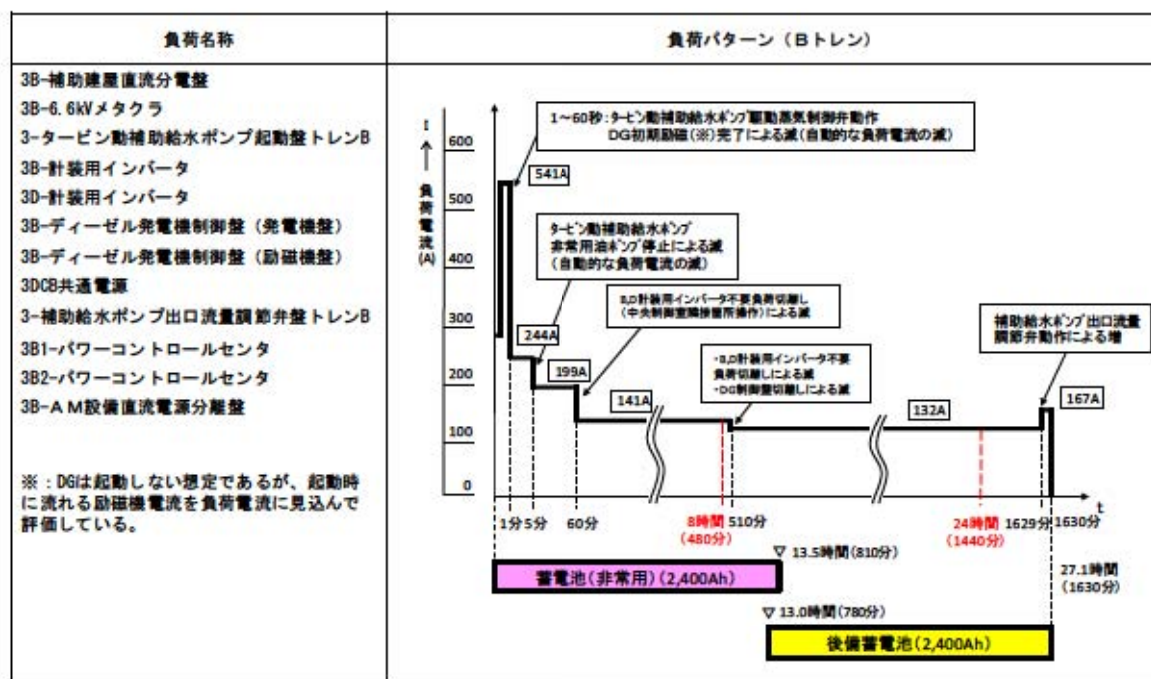 負荷名称
負荷パターン(Bトレン)
3B-補助建屋直流分電盤
3B-6.6kVメタクラ
3-タービン動補助給水ポンプ起動盤トレンB
3B-計装用インバータ
3D-計装用インバータ
3B-ディーゼル発電機制御盤(発電機盤)
3B-ディーゼル発電機制御盤(励磁機盤)
3DCB共通電源
3-補助給水ポンプ出口流量調節弁盤トレンB
3B1-パワーコントロールセンタ
3B2-パワーコントロールセンタ
3B-AM設備直流電源分離盤
※:DGは起動しない想定であるが、起動時
に流れる励磁機電流を負荷電流に見込んで
評価している。
I
→
負荷電流
(A)
600
500
400
300
200
100
0
1~60秒:タービン動補助給水ポンプ駆動蒸気制御弁動作
DG初期励磁(※)完了による減(自動的な負荷電流の減)
541A
タービン動補助給水ポンプ
非常用油ポンプ停止による減
(自動的な負荷電流の減)
B,D計装用インバータ不要負荷切離し
(中央制御室隣接箇所操作)による減
・B,D計装用インバータ不要
負荷切離しによる減
・DG制御盤切離しによる減
補助給水ポンプ出口流量
調節弁動作による増
244A
199A
141A
132A
167A
t
1分
5分
60分
8時間
(480分)
510分
24時間
(1440分)
1629分
1630分
▽13.5時間(810分)
蓄電池(非常用)(2,400Ah)
27.1時間
(1630分)
▽13.0時間(780分)
後備蓄電池(2,400Ah)